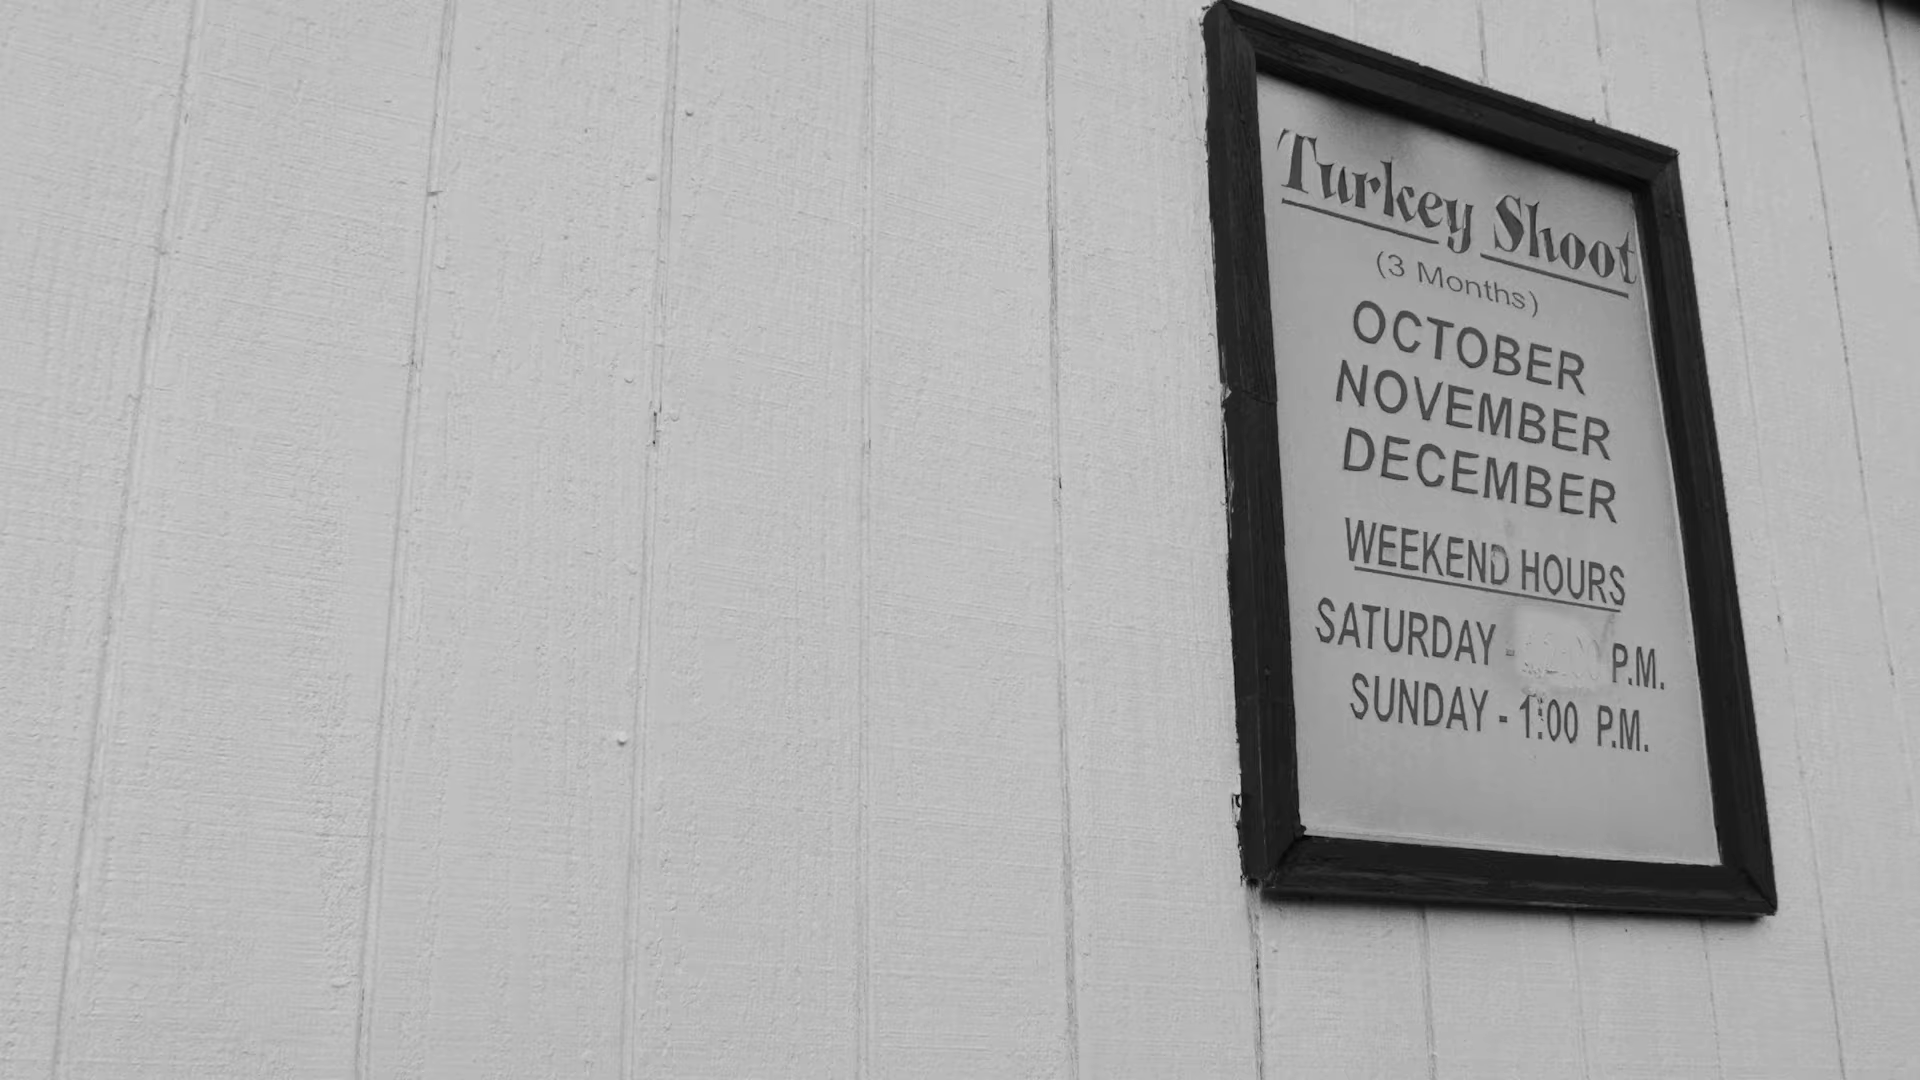 Turkey Shoot
(3 Months)
OCTOBER
NOVEMBER
DECEMBER
WEEKEND HOURS
SATURDAY - P.M.
SUNDAY - 1:00 P.M.